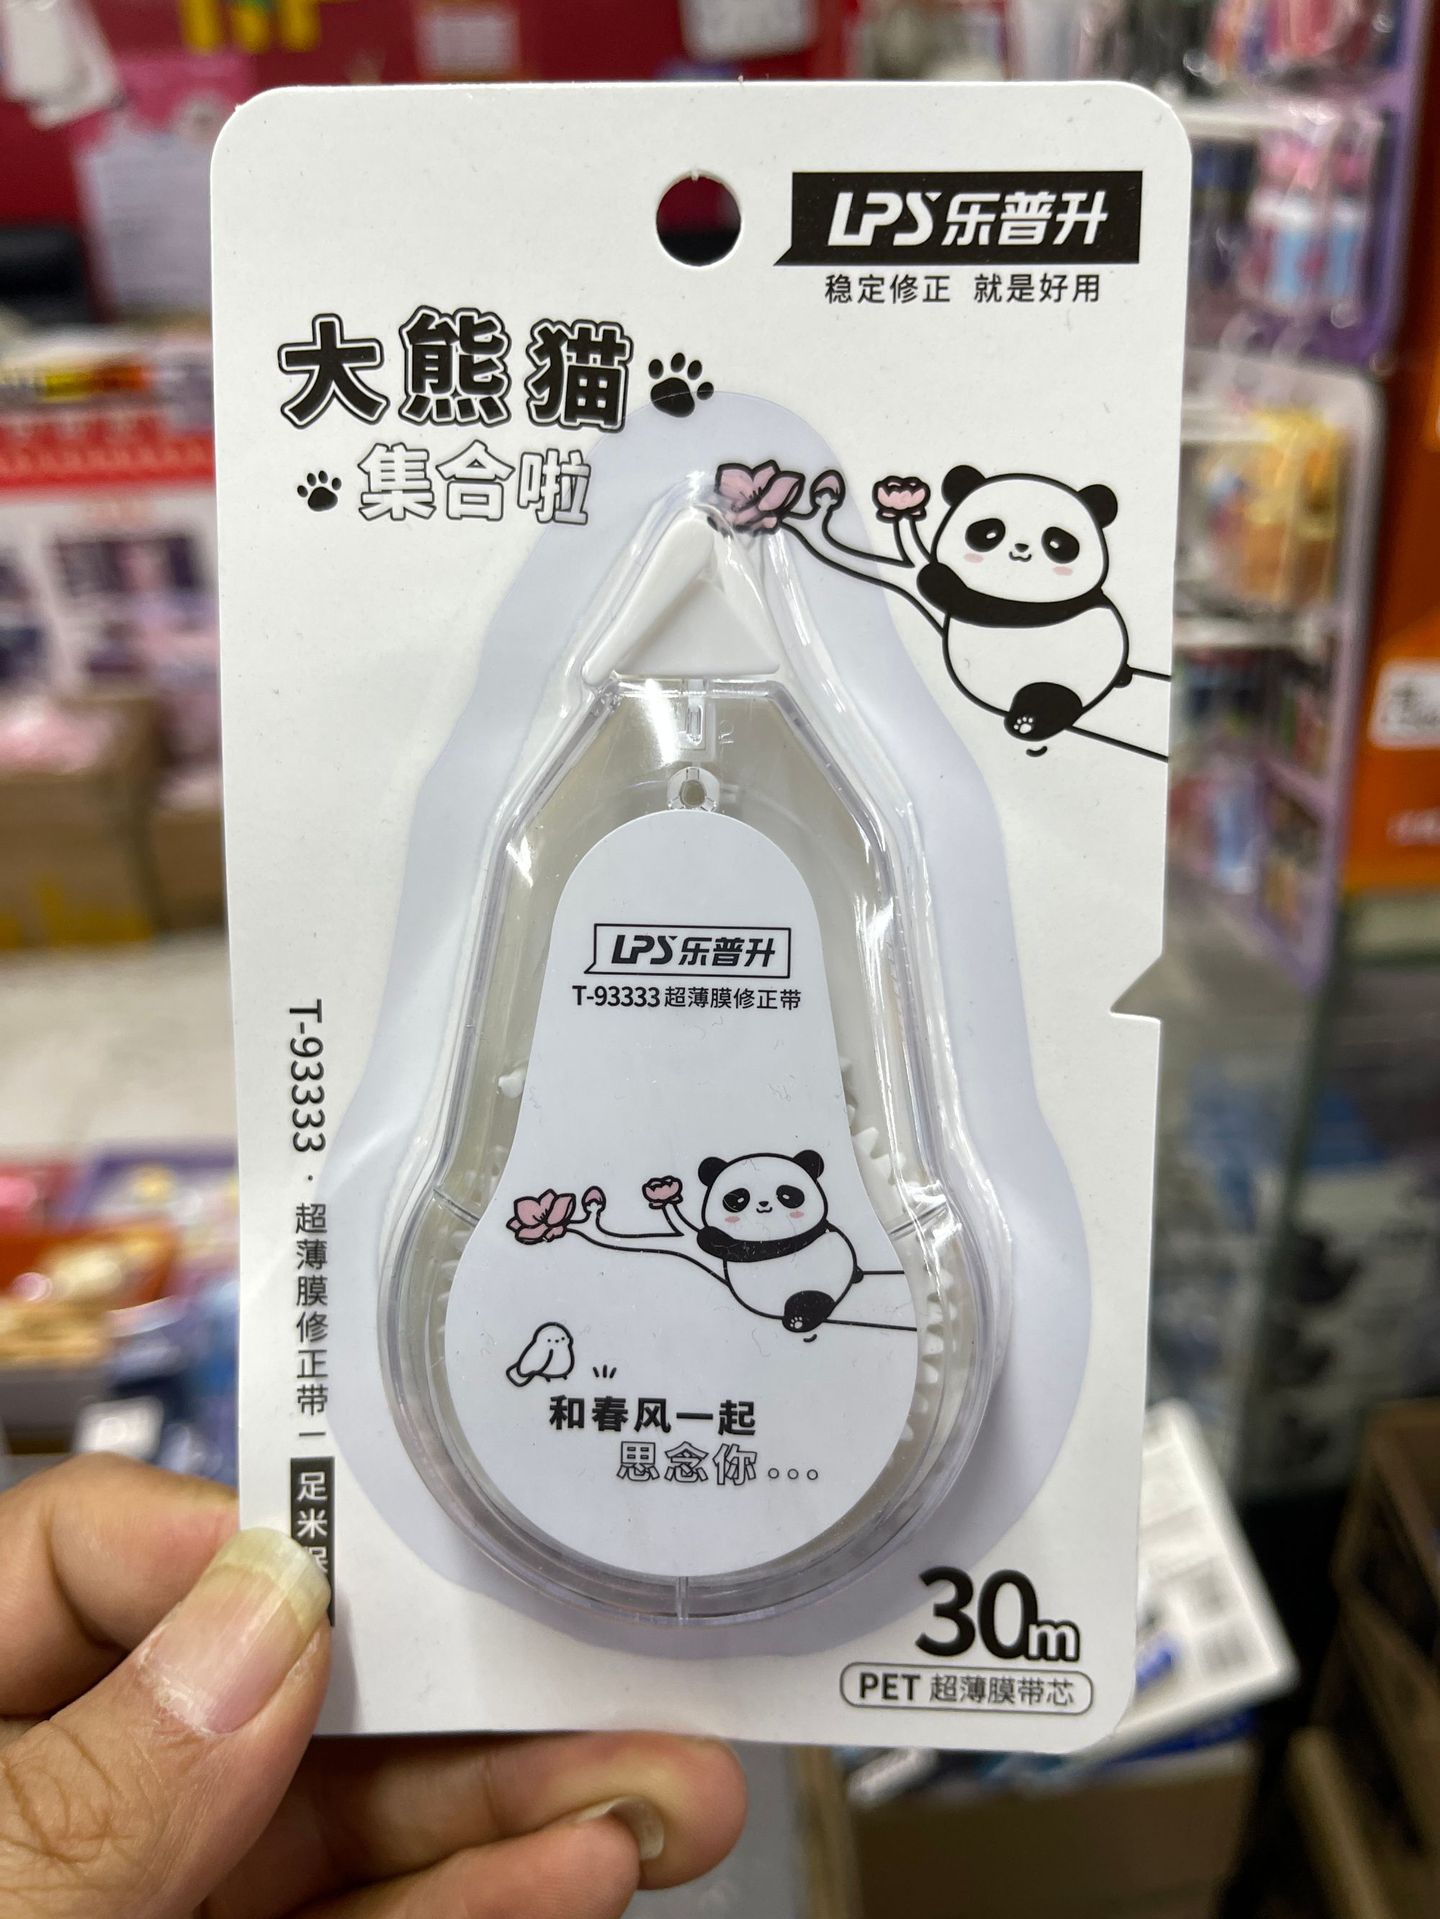 LPS乐普升
稳定修正 就是好用
大熊猫
集合啦
LPS乐普升
T-93333超薄膜修正带
和春风一起
思念你...
T-93333·超薄膜修正带
足米
30m
PET 超薄膜带芯